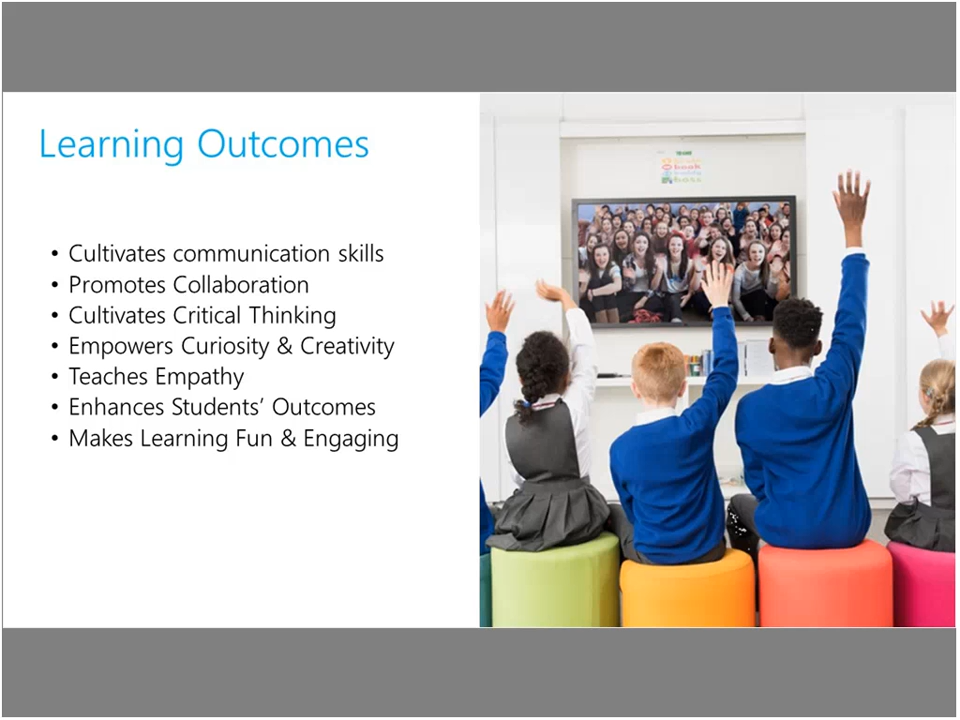 Learning Outcomes
• Cultivates communication skills
• Promotes Collaboration
• Cultivates Critical Thinking
• Empowers Curiosity & Creativity
• Teaches Empathy
• Enhances Students’ Outcomes
• Makes Learning Fun & Engaging